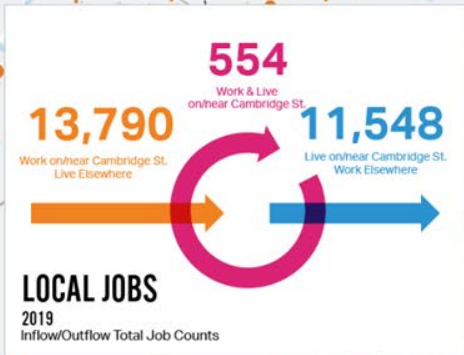 554
Work & Live
on/near Cambridge St.
13,790
Work on/near Cambridge St.
Live Elsewhere
11,548
Live on/near Cambridge St.
Work Elsewhere
LOCAL JOBS
2019
Inflow/Outflow Total Job Counts